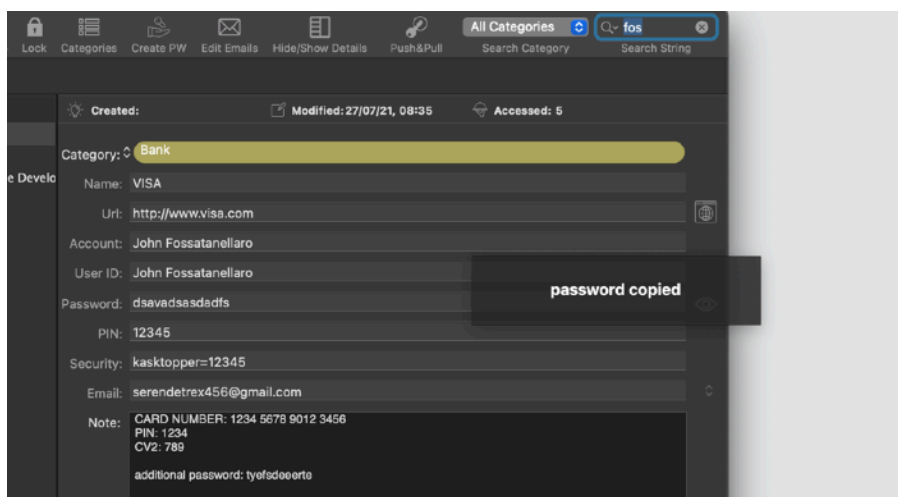 All Categories fos
Lock Categories Create PW Edit Emails Hide/Show Details Push&Pull Search Category Search String
Created: Modified: 27/07/21, 08:35 Accessed: 5
Category: Bank
e Develo
Name: VISA
Url: http://www.visa.com
Account: John Fossatanellaro
User ID: John Fossatanellaro
password copied
Password: dsavadsasdadfs
PIN: 12345
Security: kasktopper=12345
Email: serendetrex456@gmail.com
Note: CARD NUMBER: 1234 5678 9012 3456
PIN: 1234
CV2: 789
additional password: tyefsdeeerte